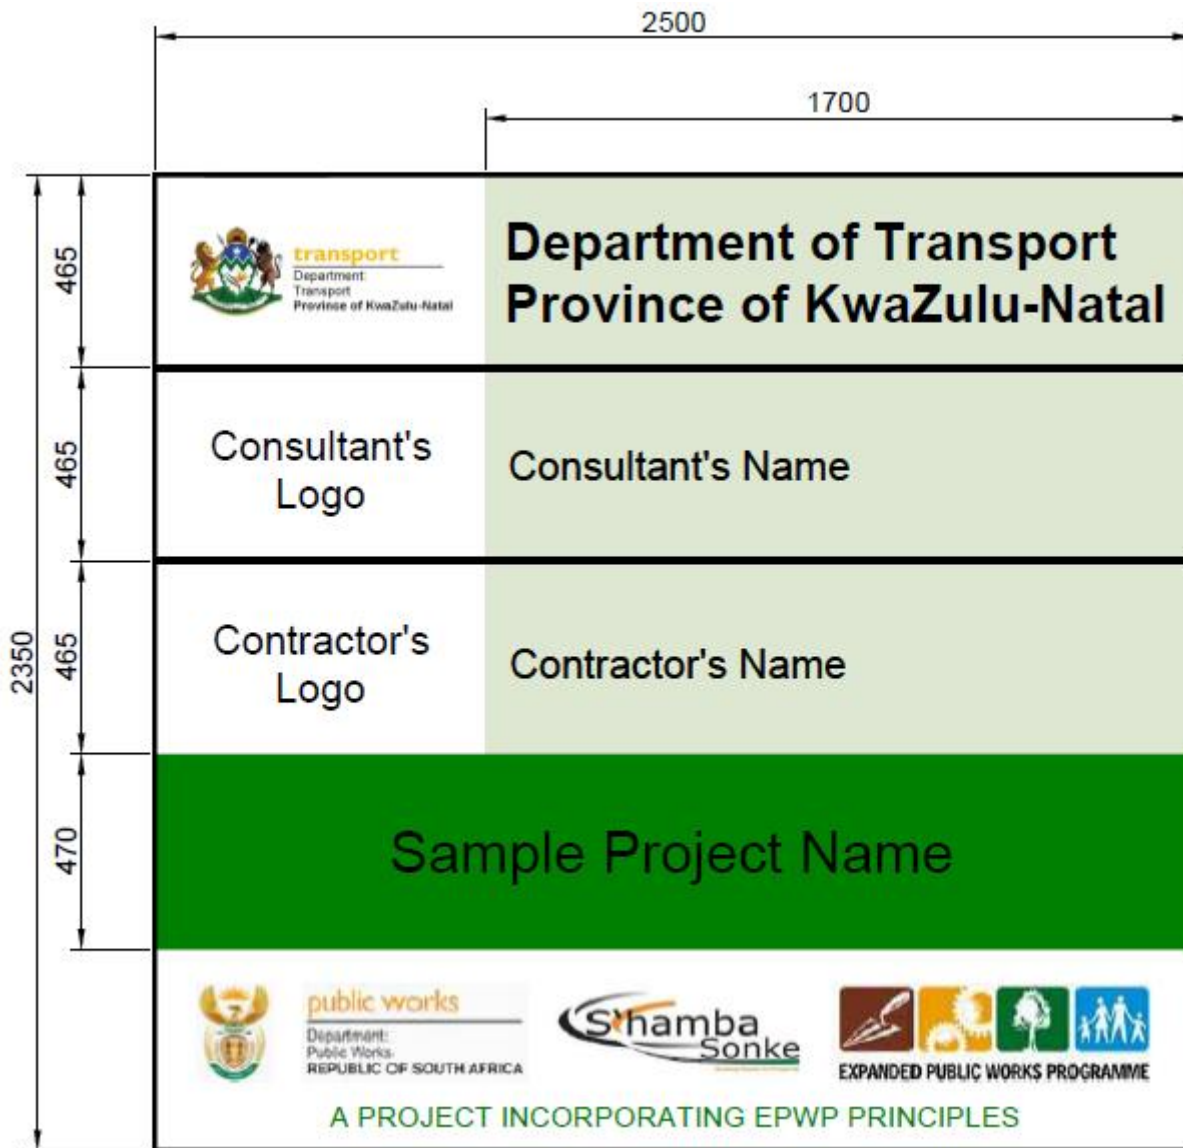 2500
1700
465
transport
Department
Transport
Province of KwaZulu-Natal
Department of Transport
Province of KwaZulu-Natal
465
Consultant's
Logo
Consultant's Name
2350
465
Contractor's
Logo
Contractor's Name
470
Sample Project Name
public works
Department:
Public Works
REPUBLIC OF SOUTH AFRICA
S'hamba
Sonke
EXPANDED PUBLIC WORKS PROGRAMME
A PROJECT INCORPORATING EPWP PRINCIPLES